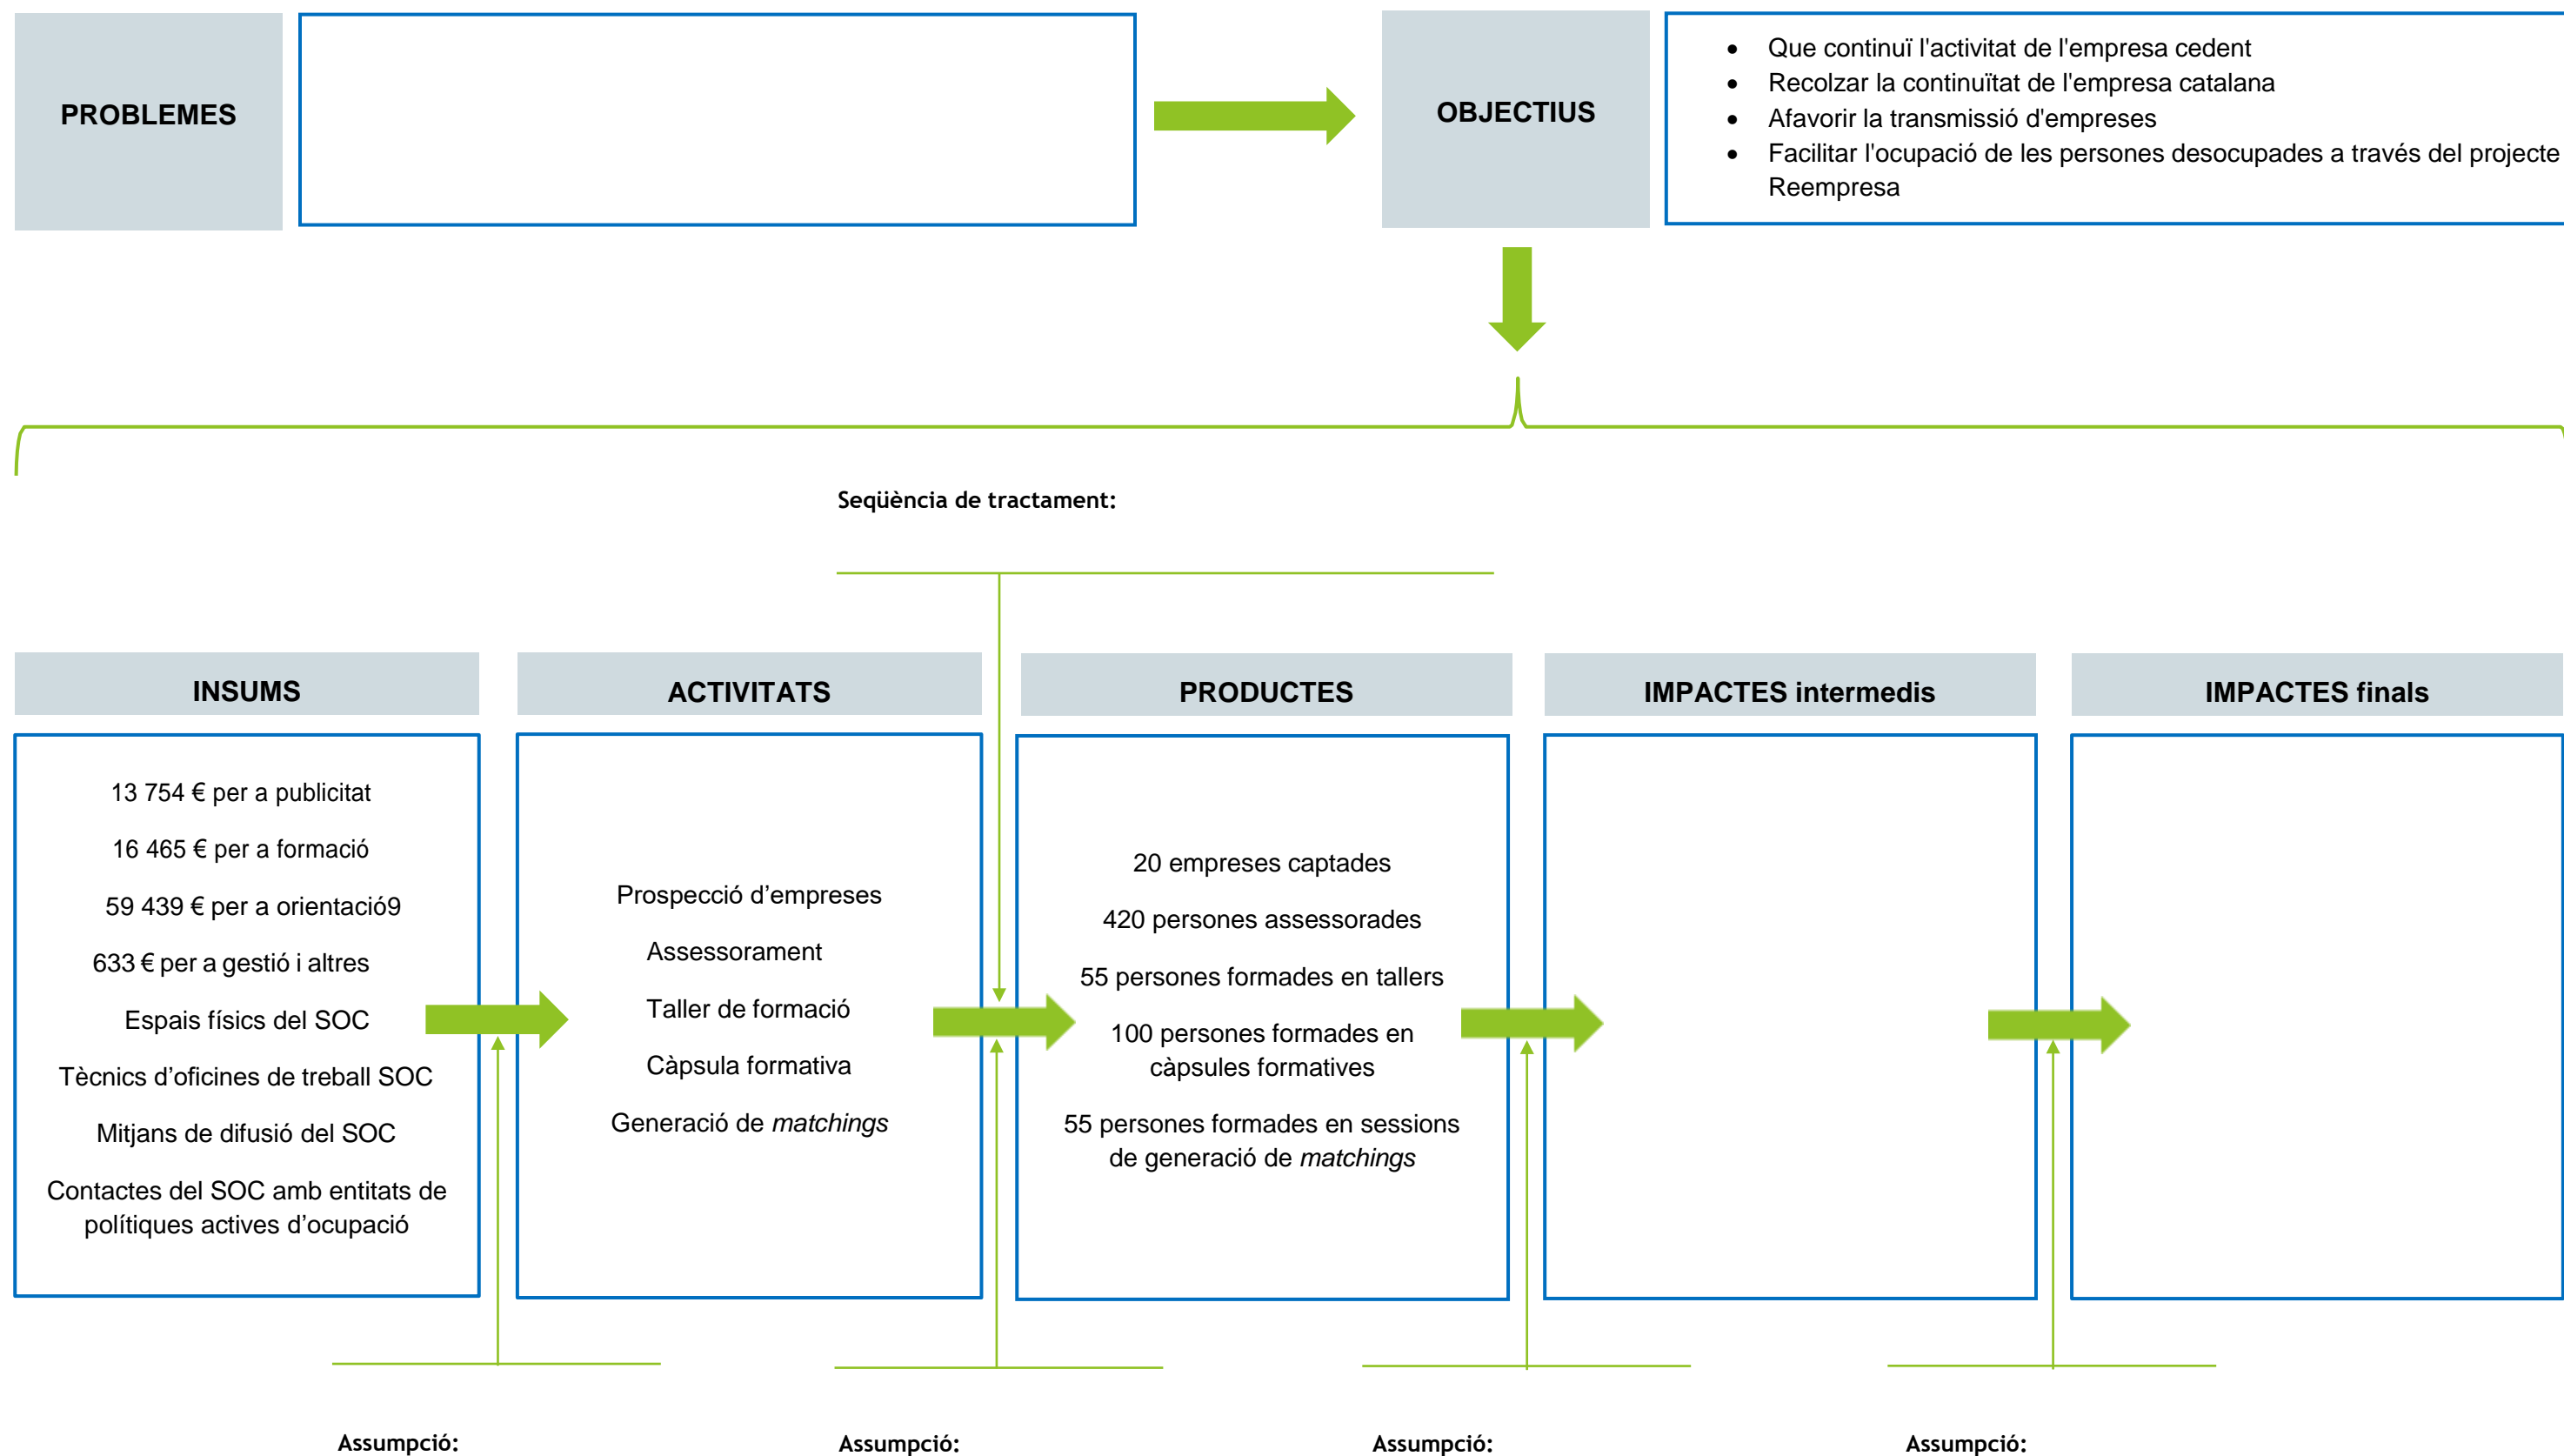 PROBLEMES
OBJECTIUS
• Que continuï l'activitat de l'empresa cedent
• Recolzar la continuïtat de l'empresa catalana
• Afavorir la transmissió d'empreses
• Facilitar l'ocupació de les persones desocupades a través del projecte
Reempresa
Seqüència de tractament:
INSUMS
13 754 € per a publicitat
16 465 € per a formació
59 439 € per a orientació9
633 € per a gestió i altres
Espais físics del SOC
Tècnics d’oficines de treball SOC
Mitjans de difusió del SOC
Contactes del SOC amb entitats de
polítiques actives d’ocupació
ACTIVITATS
Prospecció d’empreses
Assessorament
Taller de formació
Càpsula formativa
Generació de matchings
PRODUCTES
20 empreses captades
420 persones assessorades
55 persones formades en tallers
100 persones formades en
càpsules formatives
55 persones formades en sessions
de generació de matchings
IMPACTES intermedis
IMPACTES finals
Assumpció:
Assumpció:
Assumpció:
Assumpció: